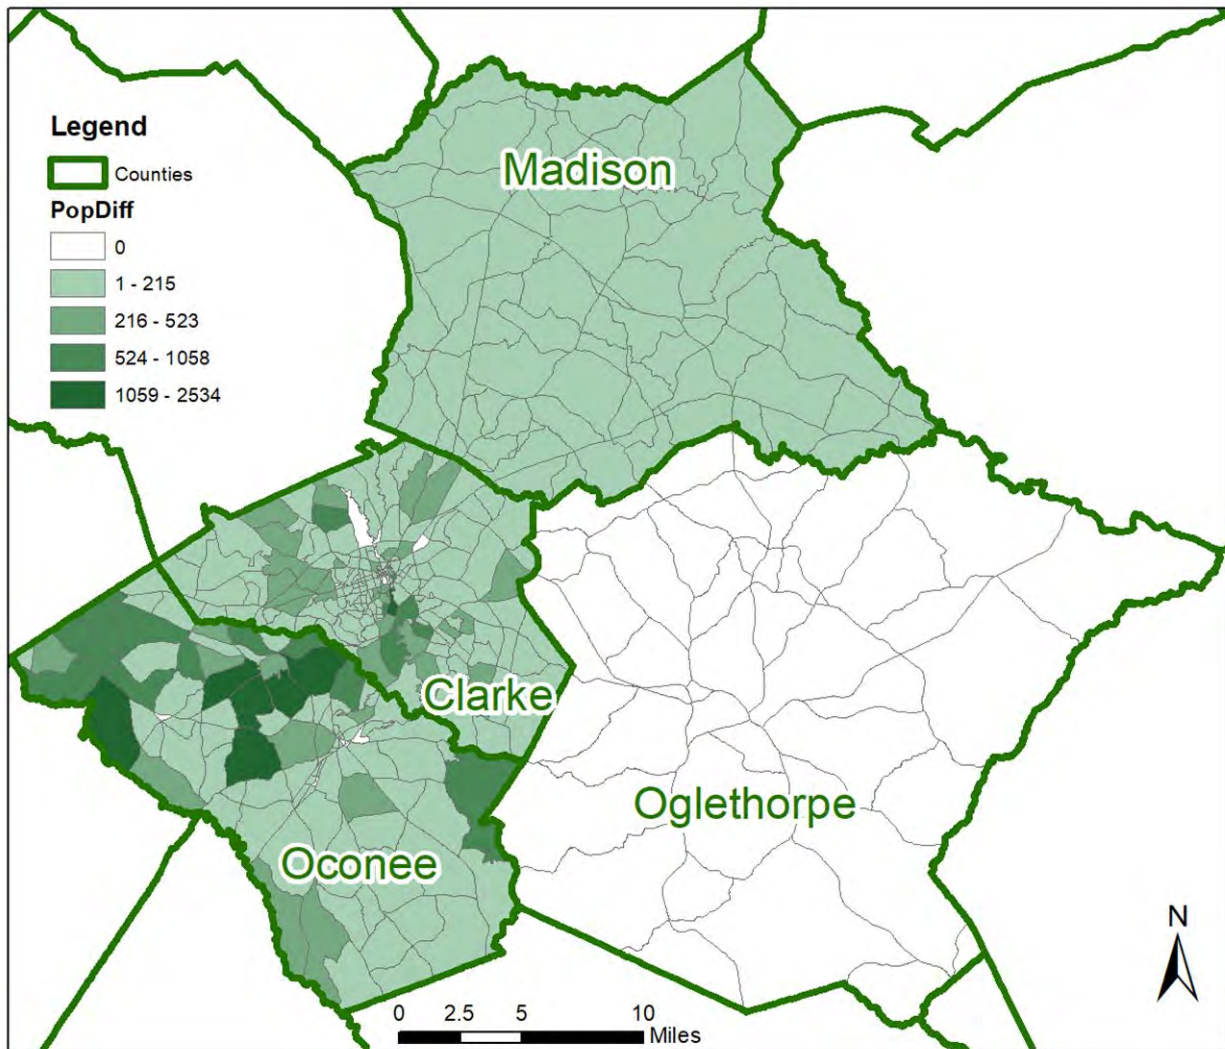 Legend
Counties
PopDiff
0
1 - 215
216 - 523
524 - 1058
1059 - 2534
Madison
Clarke
Oglethorpe
Oconee
N
0 2.5 5 10
Miles